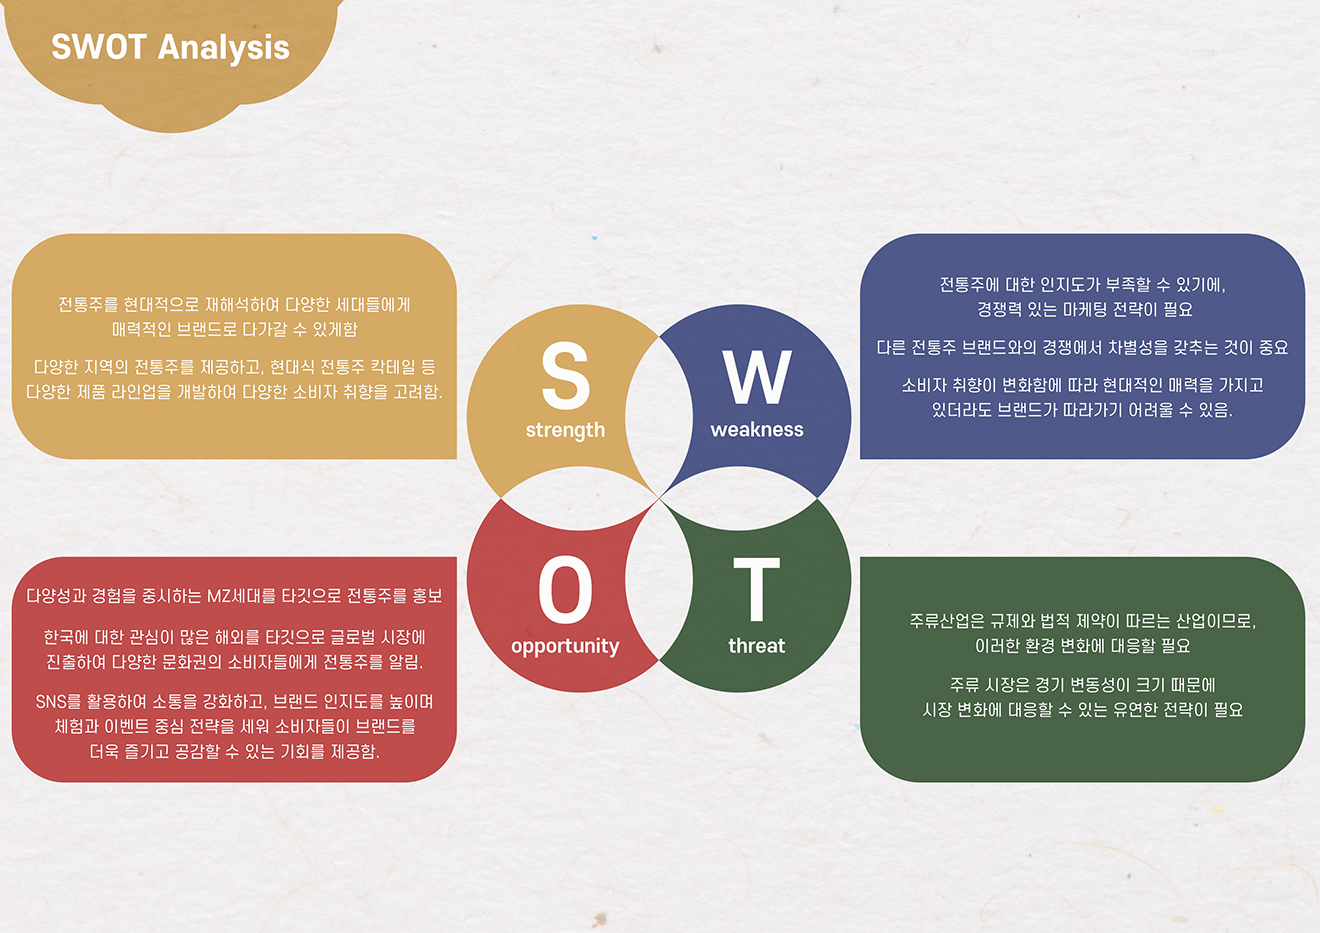 SWOT Analysis
전통주를 현대적으로 재해석하여 다양한 세대들에게
매력적인 브랜드로 다가갈 수 있게함
다양한 지역의 전통주를 제공하고, 현대식 전통주 칵테일 등
다양한 제품 라인업을 개발하여 다양한 소비자 취향을 고려함.
S
strength
W
weakness
전통주에 대한 인지도가 부족할 수 있기에,
경쟁력 있는 마케팅 전략이 필요
다른 전통주 브랜드와의 경쟁에서 차별성을 갖추는 것이 중요
소비자 취향이 변화함에 따라 현대적인 매력을 가지고
있더라도 브랜드가 따라가기 어려울 수 있음.
다양성과 경험을 중시하는 MZ세대를 타깃으로 전통주를 홍보
한국에 대한 관심이 많은 해외를 타깃으로 글로벌 시장에
진출하여 다양한 문화권의 소비자들에게 전통주를 알림.
SNS를 활용하여 소통을 강화하고, 브랜드 인지도를 높이며
체험과 이벤트 중심 전략을 세워 소비자들이 브랜드를
더욱 즐기고 공감할 수 있는 기회를 제공함.
O
opportunity
T
threat
주류산업은 규제와 법적 제약이 따르는 산업이므로,
이러한 환경 변화에 대응할 필요
주류 시장은 경기 변동성이 크기 때문에
시장 변화에 대응할 수 있는 유연한 전략이 필요